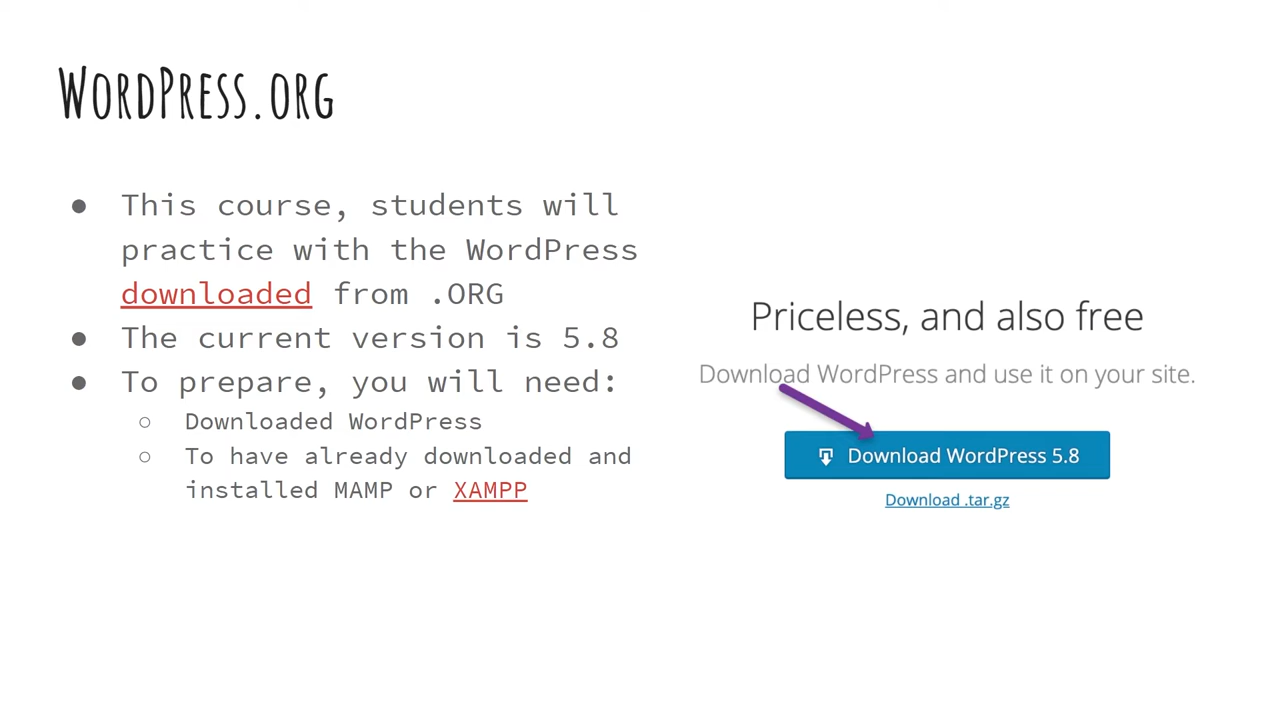 WordPress.org
● This course, students will
practice with the WordPress
downloaded from .ORG
● The current version is 5.8
● To prepare, you will need:
○ Downloaded WordPress
○ To have already downloaded and
installed MAMP or XAMPP
Priceless, and also free
Download WordPress and use it on your site.
Download WordPress 5.8
Download .tar.gz